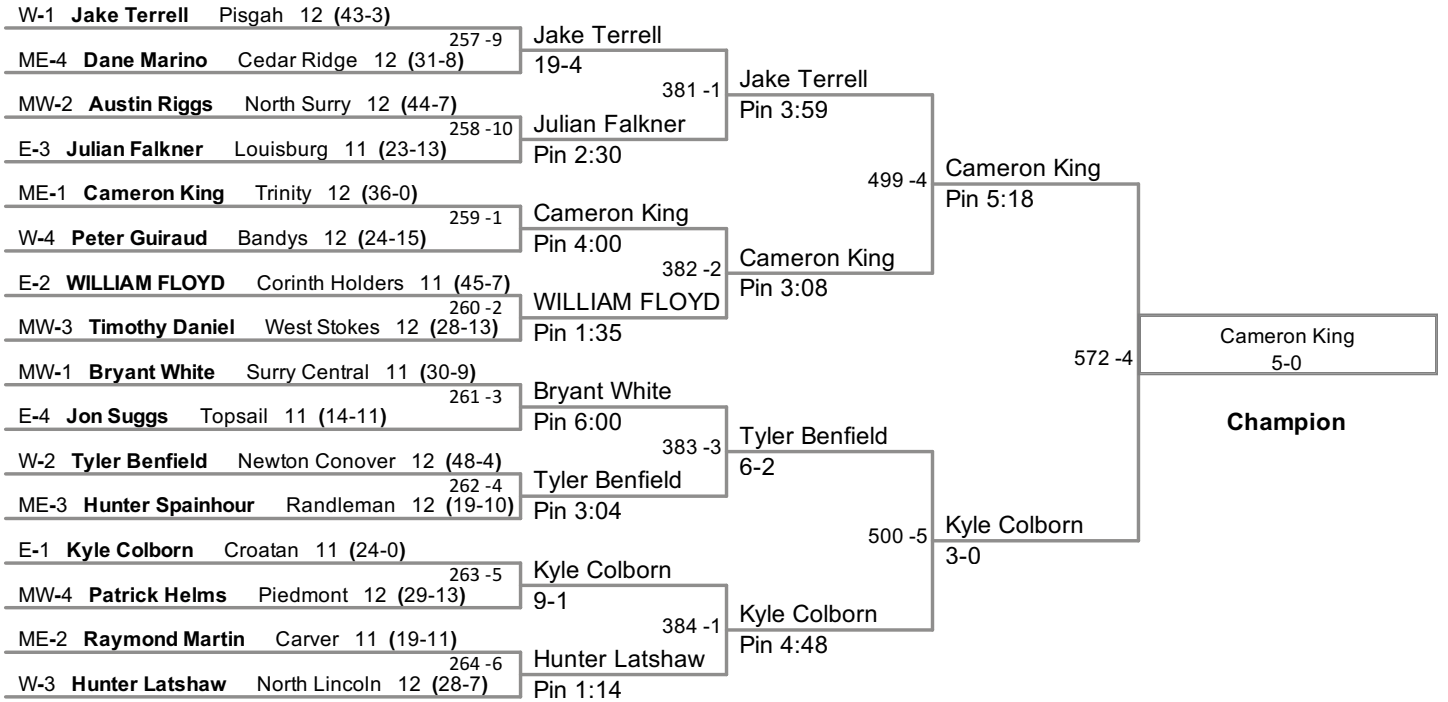 W-1 Jake Terrell Pisgah 12 (43-3)
257 -9
ME-4 Dane Marino Cedar Ridge 12 (31-8)
Jake Terrell
19-4
MW-2 Austin Riggs North Surry 12 (44-7)
258 -10
E-3 Julian Falkner Louisburg 11 (23-13)
Julian Falkner
Pin 2:30
381 -1
Jake Terrell
Pin 3:59
ME-1 Cameron King Trinity 12 (36-0)
259 -1
W-4 Peter Guiraud Bandys 12 (24-15)
Cameron King
Pin 4:00
E-2 WILLIAM FLOYD Corinth Holders 11 (45-7)
260 -2
MW-3 Timothy Daniel West Stokes 12 (28-13)
WILLIAM FLOYD
Pin 1:35
382 -2
Cameron King
Pin 3:08
499 -4
Cameron King
Pin 5:18
MW-1 Bryant White Surry Central 11 (30-9)
261 -3
E-4 Jon Suggs Topsail 11 (14-11)
Bryant White
Pin 6:00
W-2 Tyler Benfield Newton Conover 12 (48-4)
262 -4
ME-3 Hunter Spainhour Randleman 12 (19-10)
Tyler Benfield
Pin 3:04
383 -3
Tyler Benfield
6-2
E-1 Kyle Colborn Croatan 11 (24-0)
263 -5
MW-4 Patrick Helms Piedmont 12 (29-13)
Kyle Colborn
9-1
ME-2 Raymond Martin Carver 11 (19-11)
264 -6
W-3 Hunter Latshaw North Lincoln 12 (28-7)
Hunter Latshaw
Pin 1:14
384 -1
Kyle Colborn
Pin 4:48
500 -5
Kyle Colborn
3-0
572 -4
Cameron King
5-0
Champion